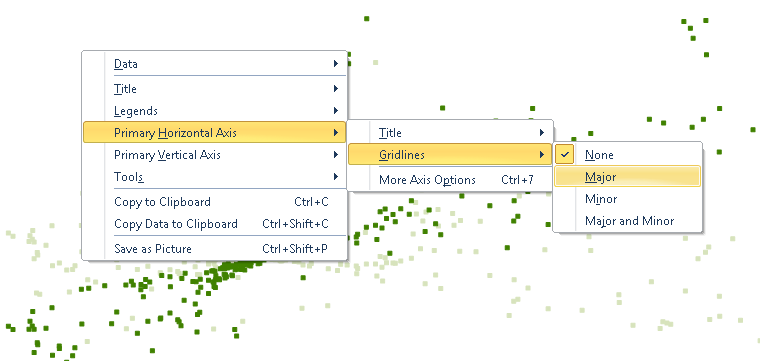 Data
Title
Legends
Primary Horizontal Axis
Primary Vertical Axis
Tools
Copy to Clipboard Ctrl+C
Copy Data to Clipboard Ctrl+Shift+C
Save as Picture Ctrl+Shift+P
Title
Gridlines
More Axis Options Ctrl+7
None
Major
Minor
Major and Minor